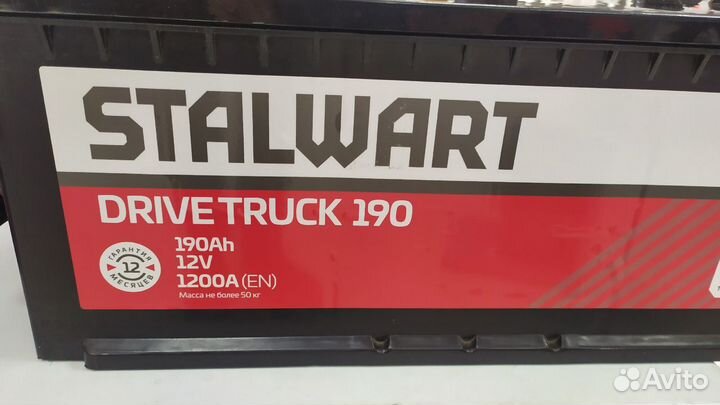 STALWART
DRIVE TRUCK 190
ГАРАНТИЯ
12
МЕСЯЦЕВ
190Ah
12V
1200A (EN)
Масса не более 50 кг
Avito